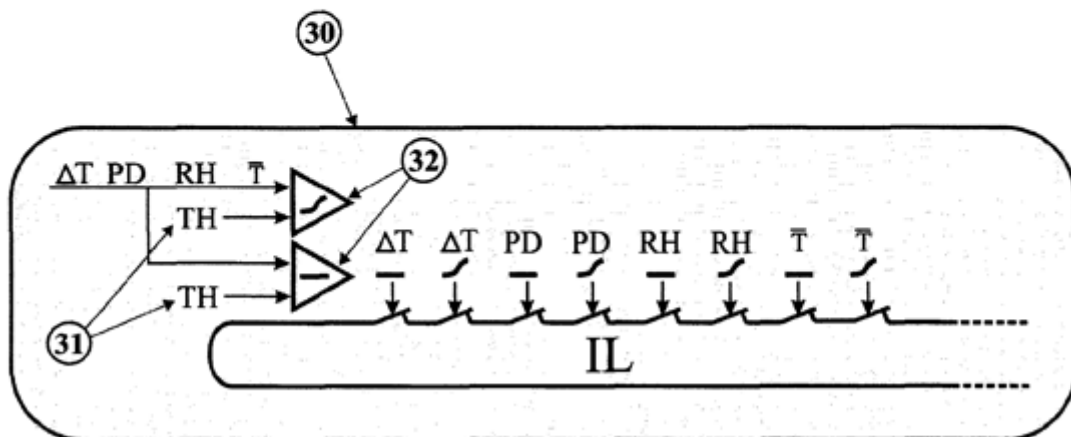 30
ΔT PD RH T̅
32
TH
ΔT ΔT PD PD RH RH T̅ T̅
TH
31
IL